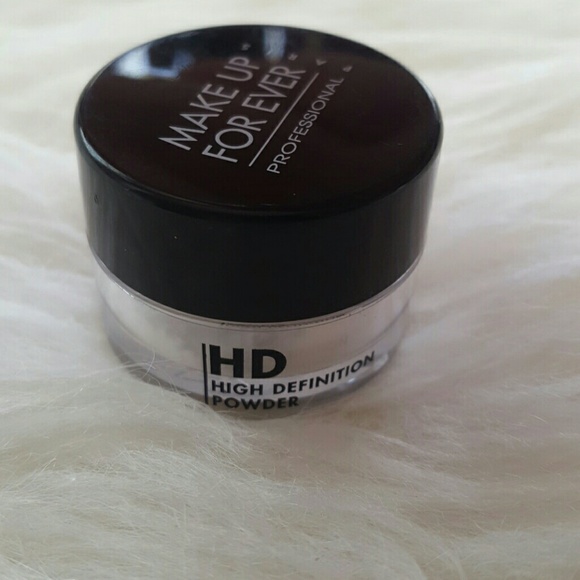 MAKE UP"
FOR EVER"
PROFESSIONAL
HD
HIGH DEFINITION
POWDER